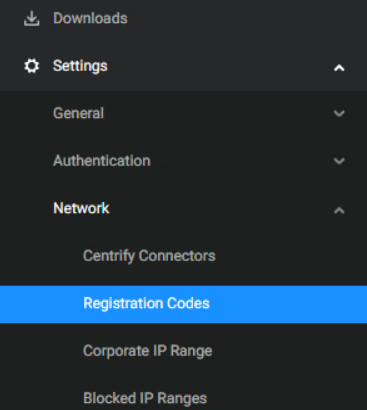 Downloads
Settings
General
Authentication
Network
Centrify Connectors
Registration Codes
Corporate IP Range
Blocked IP Ranges